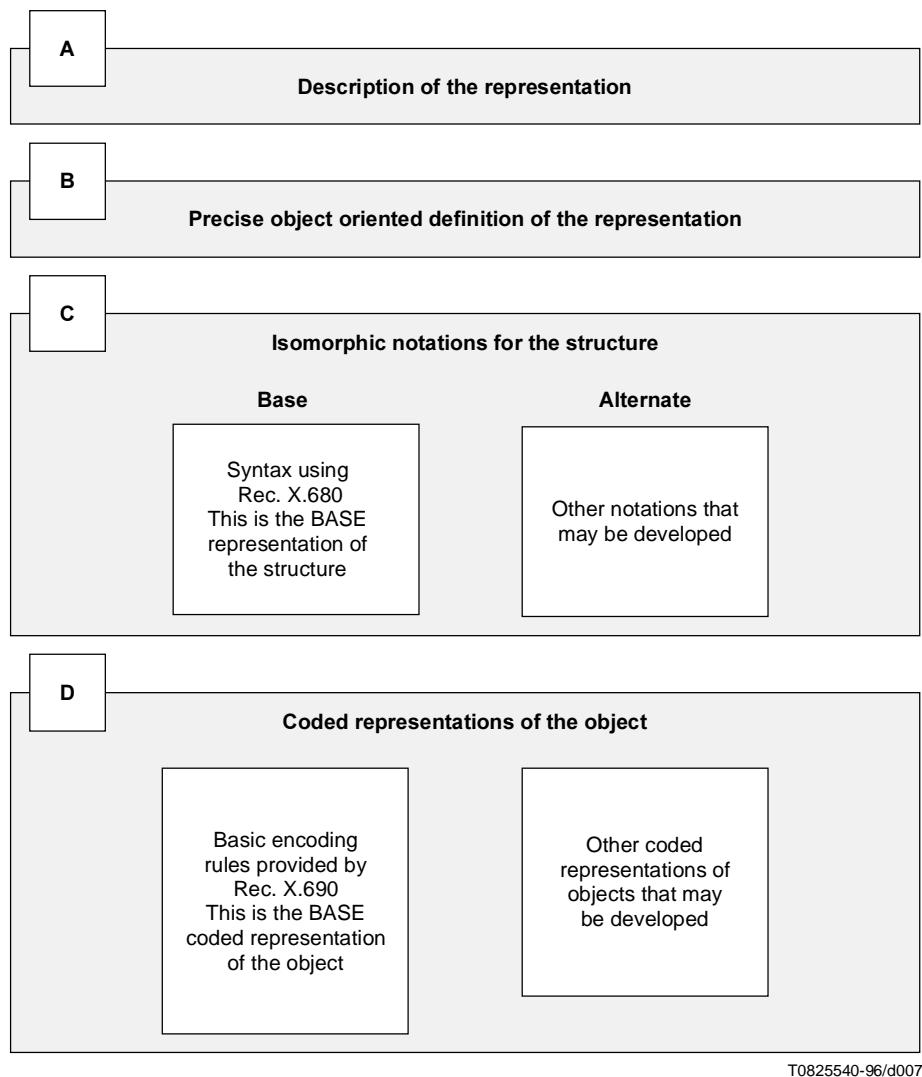 A
Description of the representation
B
Precise object oriented definition of the representation
C
Isomorphic notations for the structure
Base
Syntax using
Rec. X.680
This is the BASE
representation of
the structure
Alternate
Other notations that
may be developed
D
Coded representations of the object
Basic encoding
rules provided by
Rec. X.690
This is the BASE
coded representation
of the object
Other coded
representations of
objects that may
be developed
T0825540-96/d007